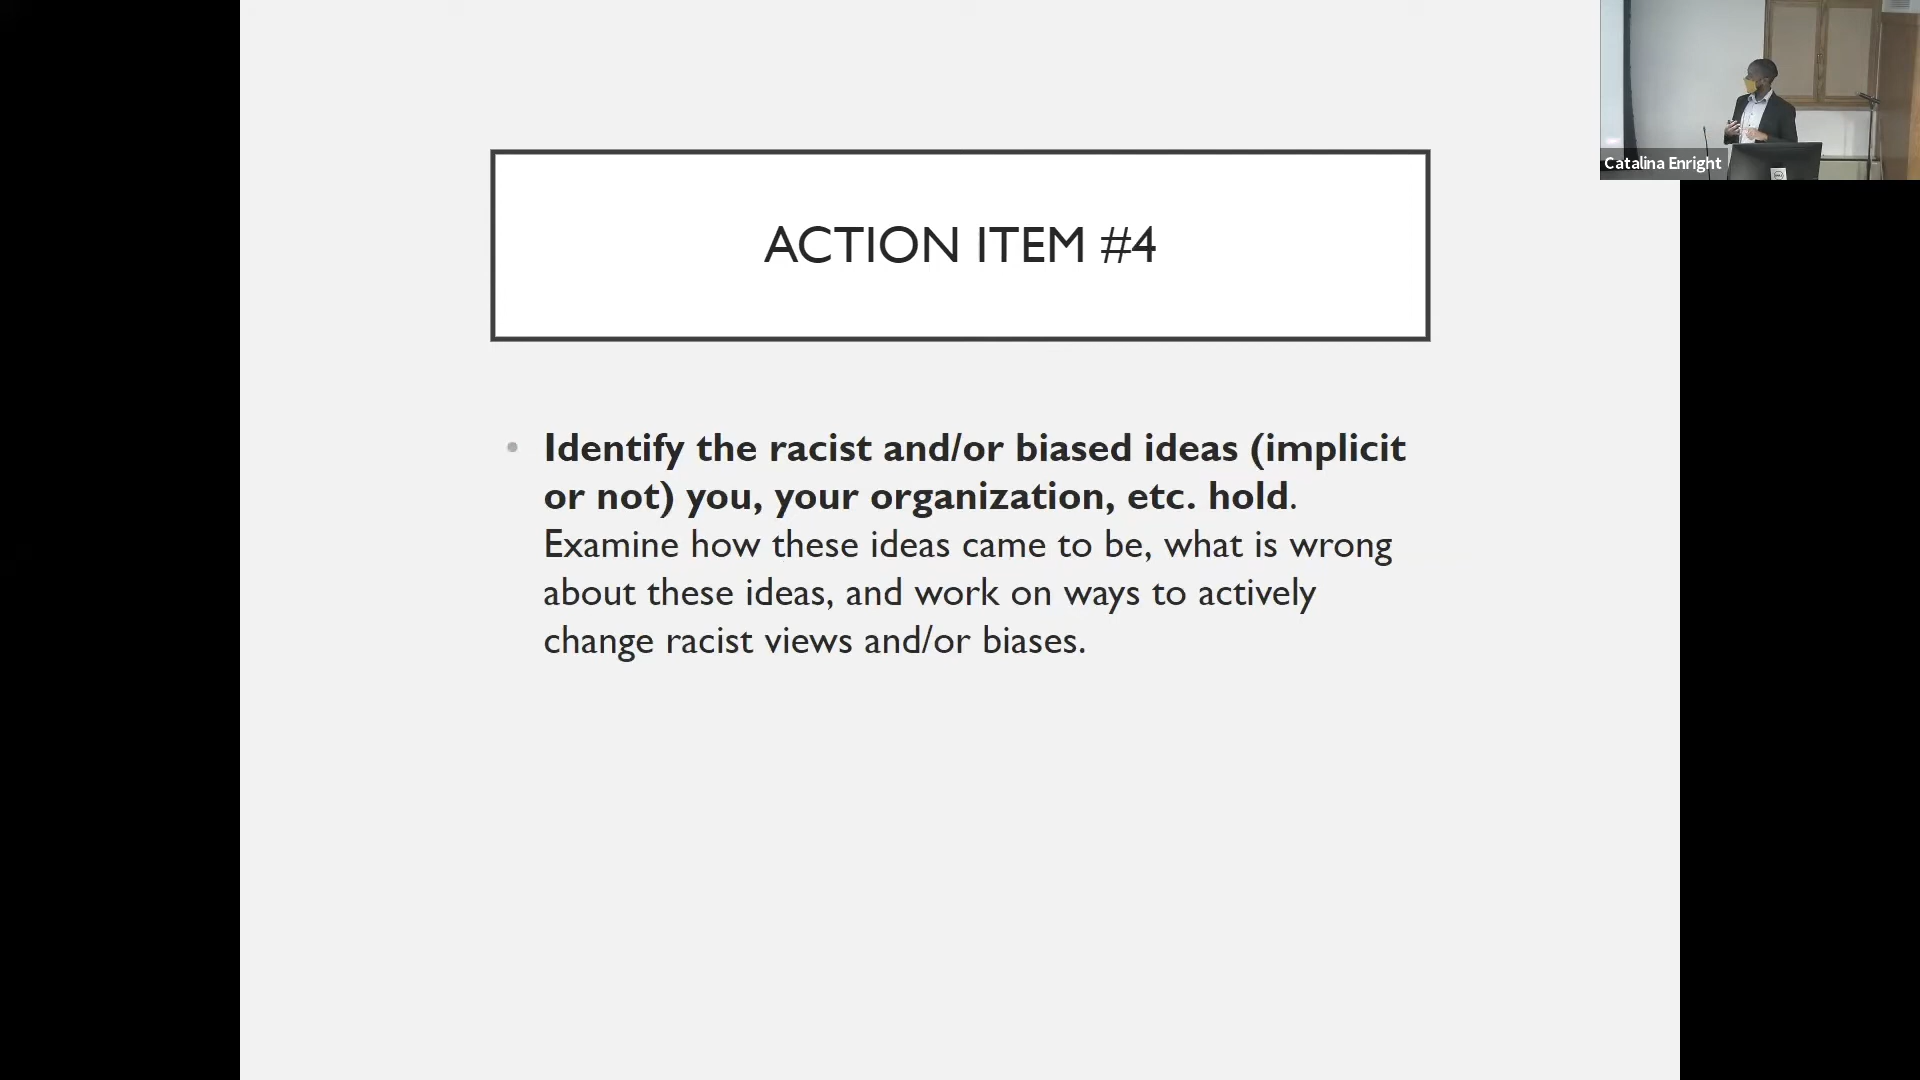 ACTION ITEM #4
Catalina Enright
• Identify the racist and/or biased ideas (implicit
or not) you, your organization, etc. hold.
Examine how these ideas came to be, what is wrong
about these ideas, and work on ways to actively
change racist views and/or biases.